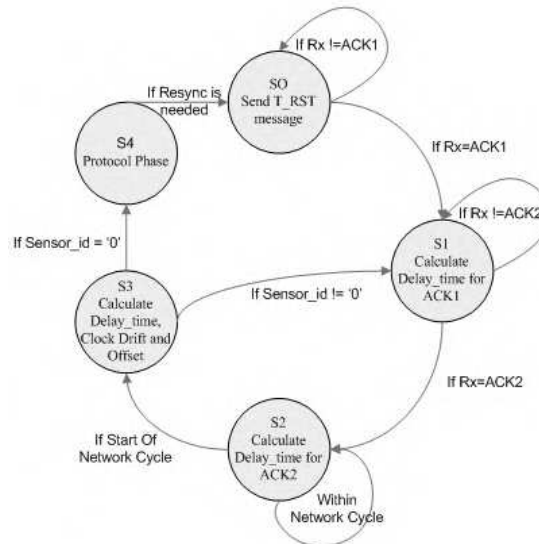 If Rx !=ACK1
SO
Send T_RST
message
If Resync is
needed
S4
Protocol Phase
If Rx=ACK1
If Rx !=ACK2
S1
Calculate
Delay_time for
ACK1
If Sensor_id = '0'
S3
Calculate
Delay_time,
Clock Drift and
Offset
If Sensor_id != '0'
If Rx=ACK2
S2
Calculate
Delay_time for
ACK2
If Start Of
Network Cycle
Within
Network Cycle